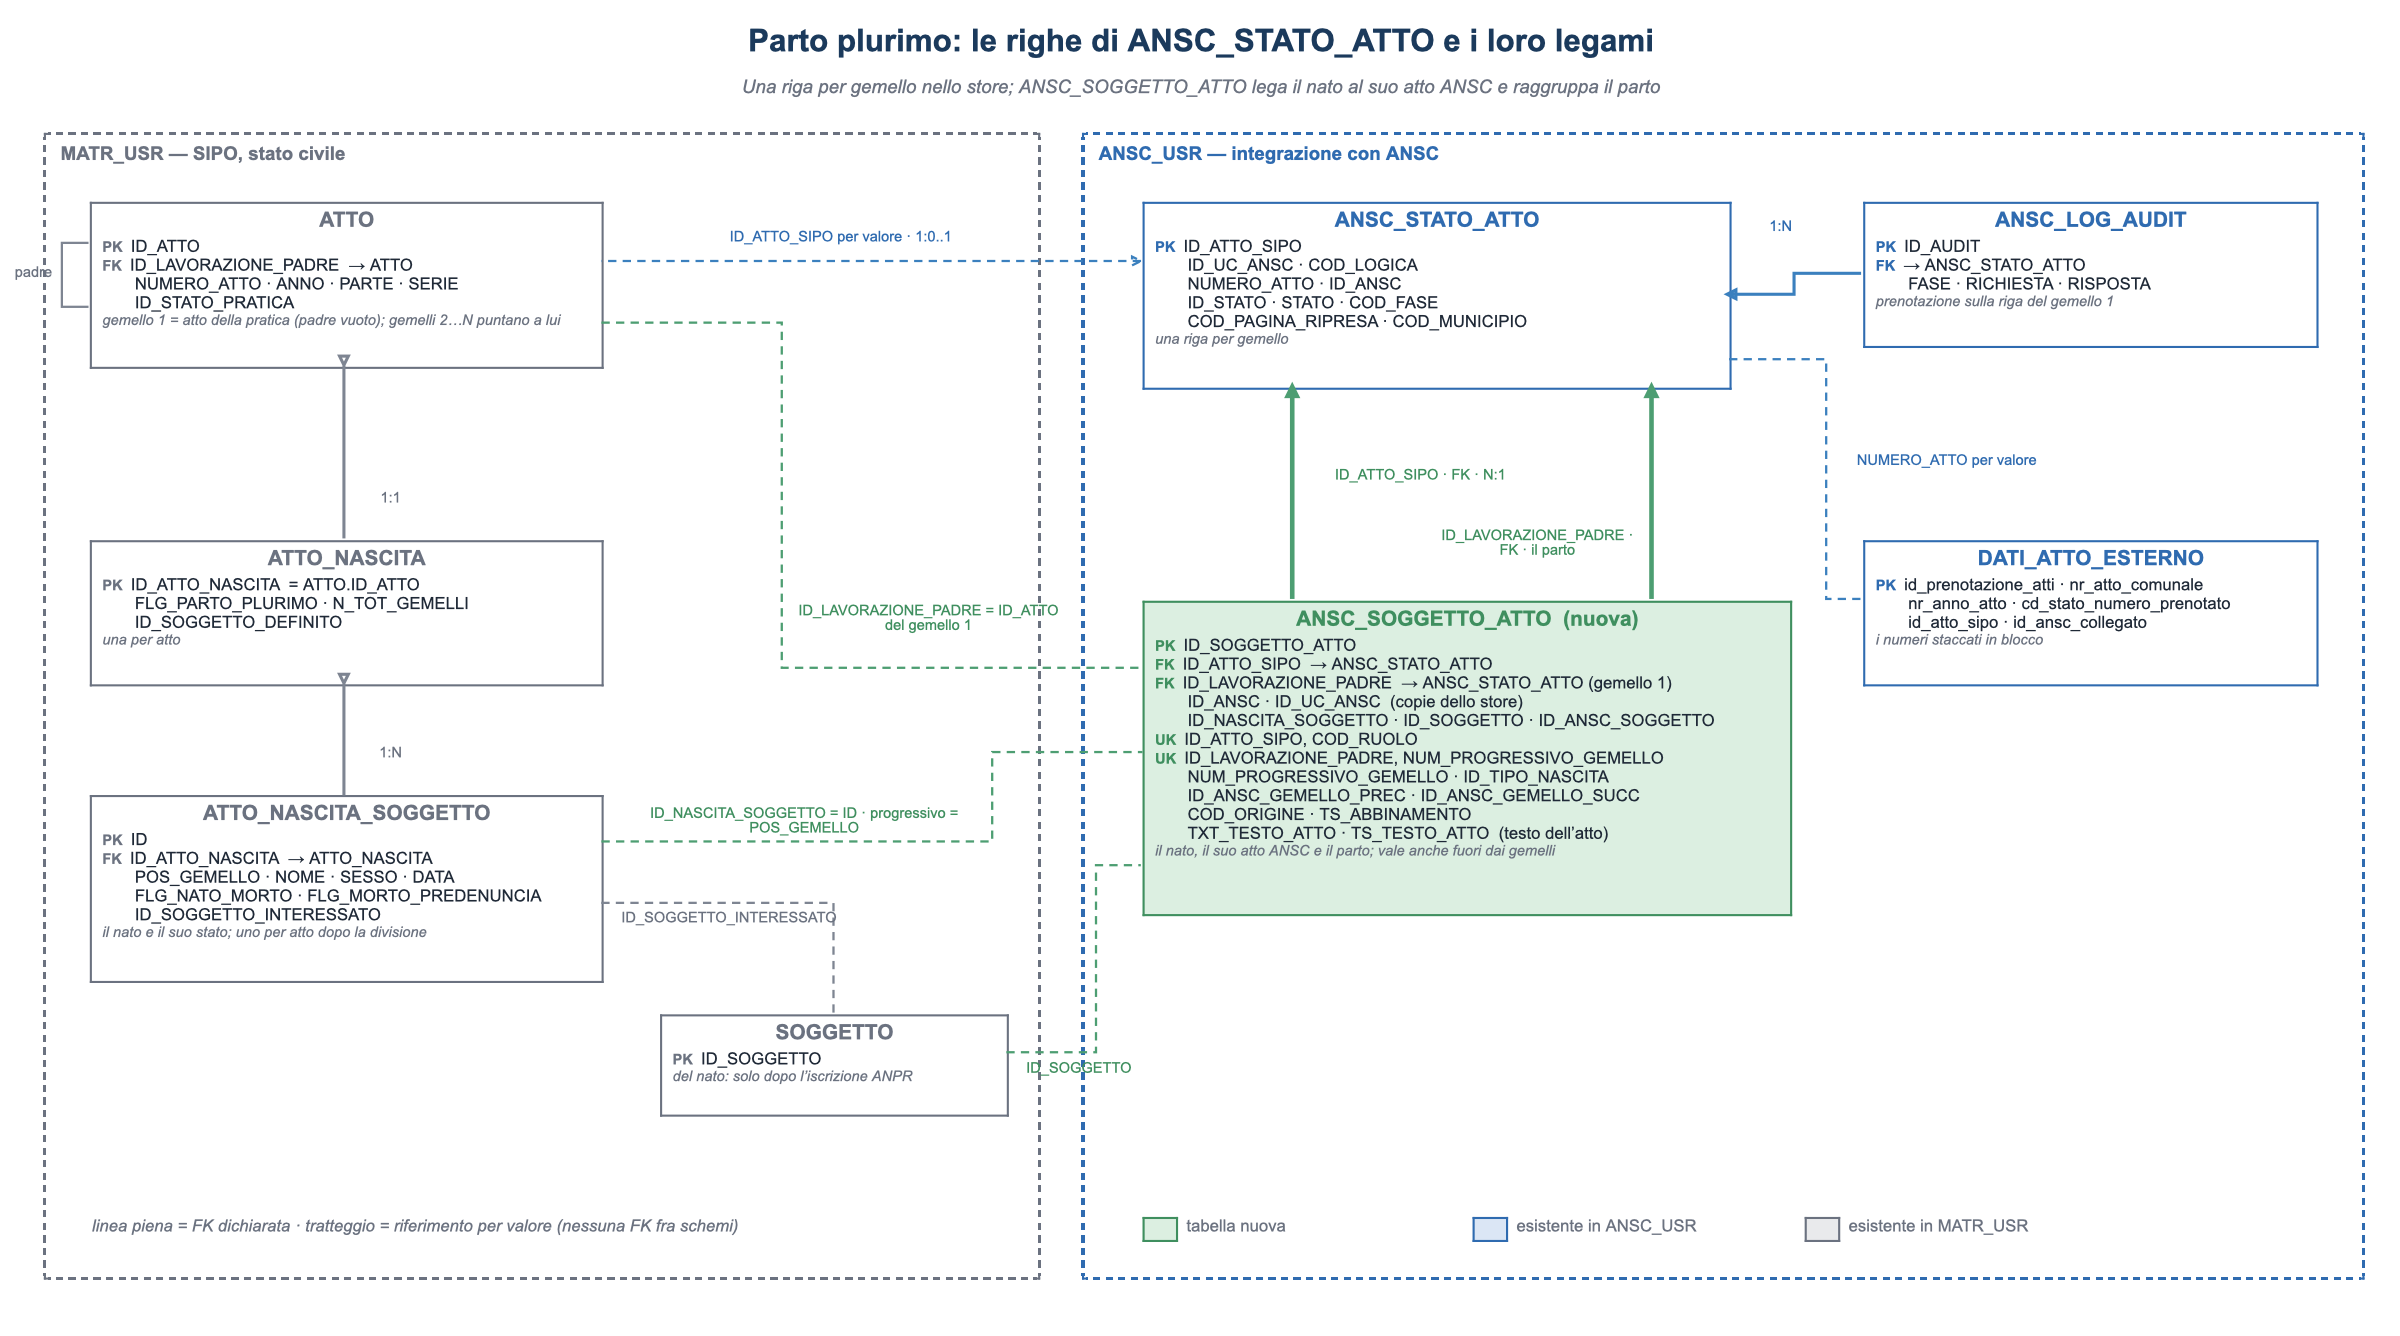 Parto plurimo: le righe di ANSC_STATO_ATTO e i loro legami
Una riga per gemello nello store; ANSC_SOGGETTO_ATTO lega il nato al suo atto ANSC e raggruppa il parto
MATR_USR — SIPO, stato civile
ATTO
PK ID_ATTO
FK ID_LAVORAZIONE_PADRE → ATTO
NUMERO_ATTO · ANNO · PARTE · SERIE
ID_STATO_PRATICA
gemello 1 = atto della pratica (padre vuoto); gemelli 2…N puntano a lui
padre
1:1
ATTO_NASCITA
PK ID_ATTO_NASCITA = ATTO.ID_ATTO
FLG_PARTO_PLURIMO · N_TOT_GEMELLI
ID_SOGGETTO_DEFINITO
una per atto
1:N
ATTO_NASCITA_SOGGETTO
PK ID
FK ID_ATTO_NASCITA → ATTO_NASCITA
POS_GEMELLO · NOME · SESSO · DATA
FLG_NATO_MORTO · FLG_MORTO_PREDENUNCIA
ID_SOGGETTO_INTERESSATO
il nato e il suo stato; uno per atto dopo la divisione
ID_SOGGETTO_INTERESSATO
SOGGETTO
PK ID_SOGGETTO
del nato: solo dopo l'iscrizione ANPR
ID_ATTO_SIPO per valore · 1:0..1
ID_LAVORAZIONE_PADRE = ID_ATTO
del gemello 1
ID_NASCITA_SOGGETTO = ID · progressivo =
POS_GEMELLO
ID_SOGGETTO
linea piena = FK dichiarata · tratteggio = riferimento per valore (nessuna FK fra schemi)
ANSC_USR — integrazione con ANSC
ANSC_STATO_ATTO
PK ID_ATTO_SIPO
ID_UC_ANSC · COD_LOGICA
NUMERO_ATTO · ID_ANSC
ID_STATO · STATO · COD_FASE
COD_PAGINA_RIPRESA · COD_MUNICIPIO
una riga per gemello
1:N
ANSC_LOG_AUDIT
PK ID_AUDIT
FK → ANSC_STATO_ATTO
FASE · RICHIESTA · RISPOSTA
prenotazione sulla riga del gemello 1
ID_ATTO_SIPO · FK · N:1
ID_LAVORAZIONE_PADRE ·
FK · il parto
NUMERO_ATTO per valore
DATI_ATTO_ESTERNO
PK id_prenotazione_atti · nr_atto_comunale
nr_anno_atto · cd_stato_numero_prenotato
id_atto_sipo · id_ansc_collegato
i numeri staccati in blocco
ANSC_SOGGETTO_ATTO (nuova)
PK ID_SOGGETTO_ATTO
FK ID_ATTO_SIPO → ANSC_STATO_ATTO
FK ID_LAVORAZIONE_PADRE → ANSC_STATO_ATTO (gemello 1)
ID_ANSC · ID_UC_ANSC (copie dello store)
ID_NASCITA_SOGGETTO · ID_SOGGETTO · ID_ANSC_SOGGETTO
UK ID_ATTO_SIPO, COD_RUOLO
UK ID_LAVORAZIONE_PADRE, NUM_PROGRESSIVO_GEMELLO
NUM_PROGRESSIVO_GEMELLO · ID_TIPO_NASCITA
ID_ANSC_GEMELLO_PREC · ID_ANSC_GEMELLO_SUCC
COD_ORIGINE · TS_ABBINAMENTO
TXT_TESTO_ATTO · TS_TESTO_ATTO (testo dell'atto)
il nato, il suo atto ANSC e il parto; vale anche fuori dai gemelli
tabella nuova
esistente in ANSC_USR
esistente in MATR_USR